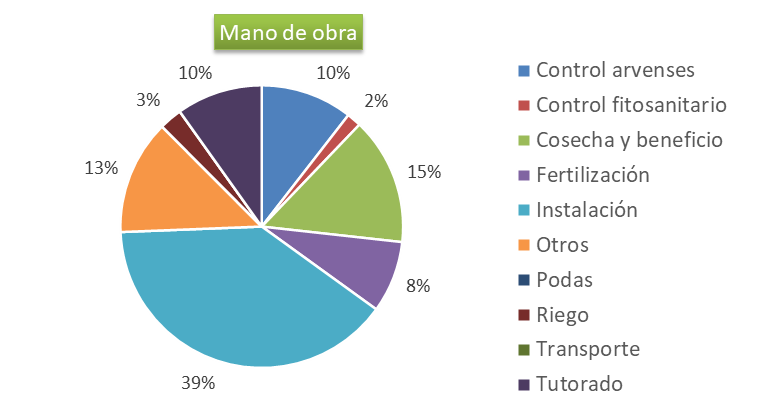 Mano de obra
10%
10%
3%
2%
13%
15%
8%
39%
Control arvenses
Control fitosanitario
Cosecha y beneficio
Fertilización
Instalación
Otros
Podas
Riego
Transporte
Tutorado